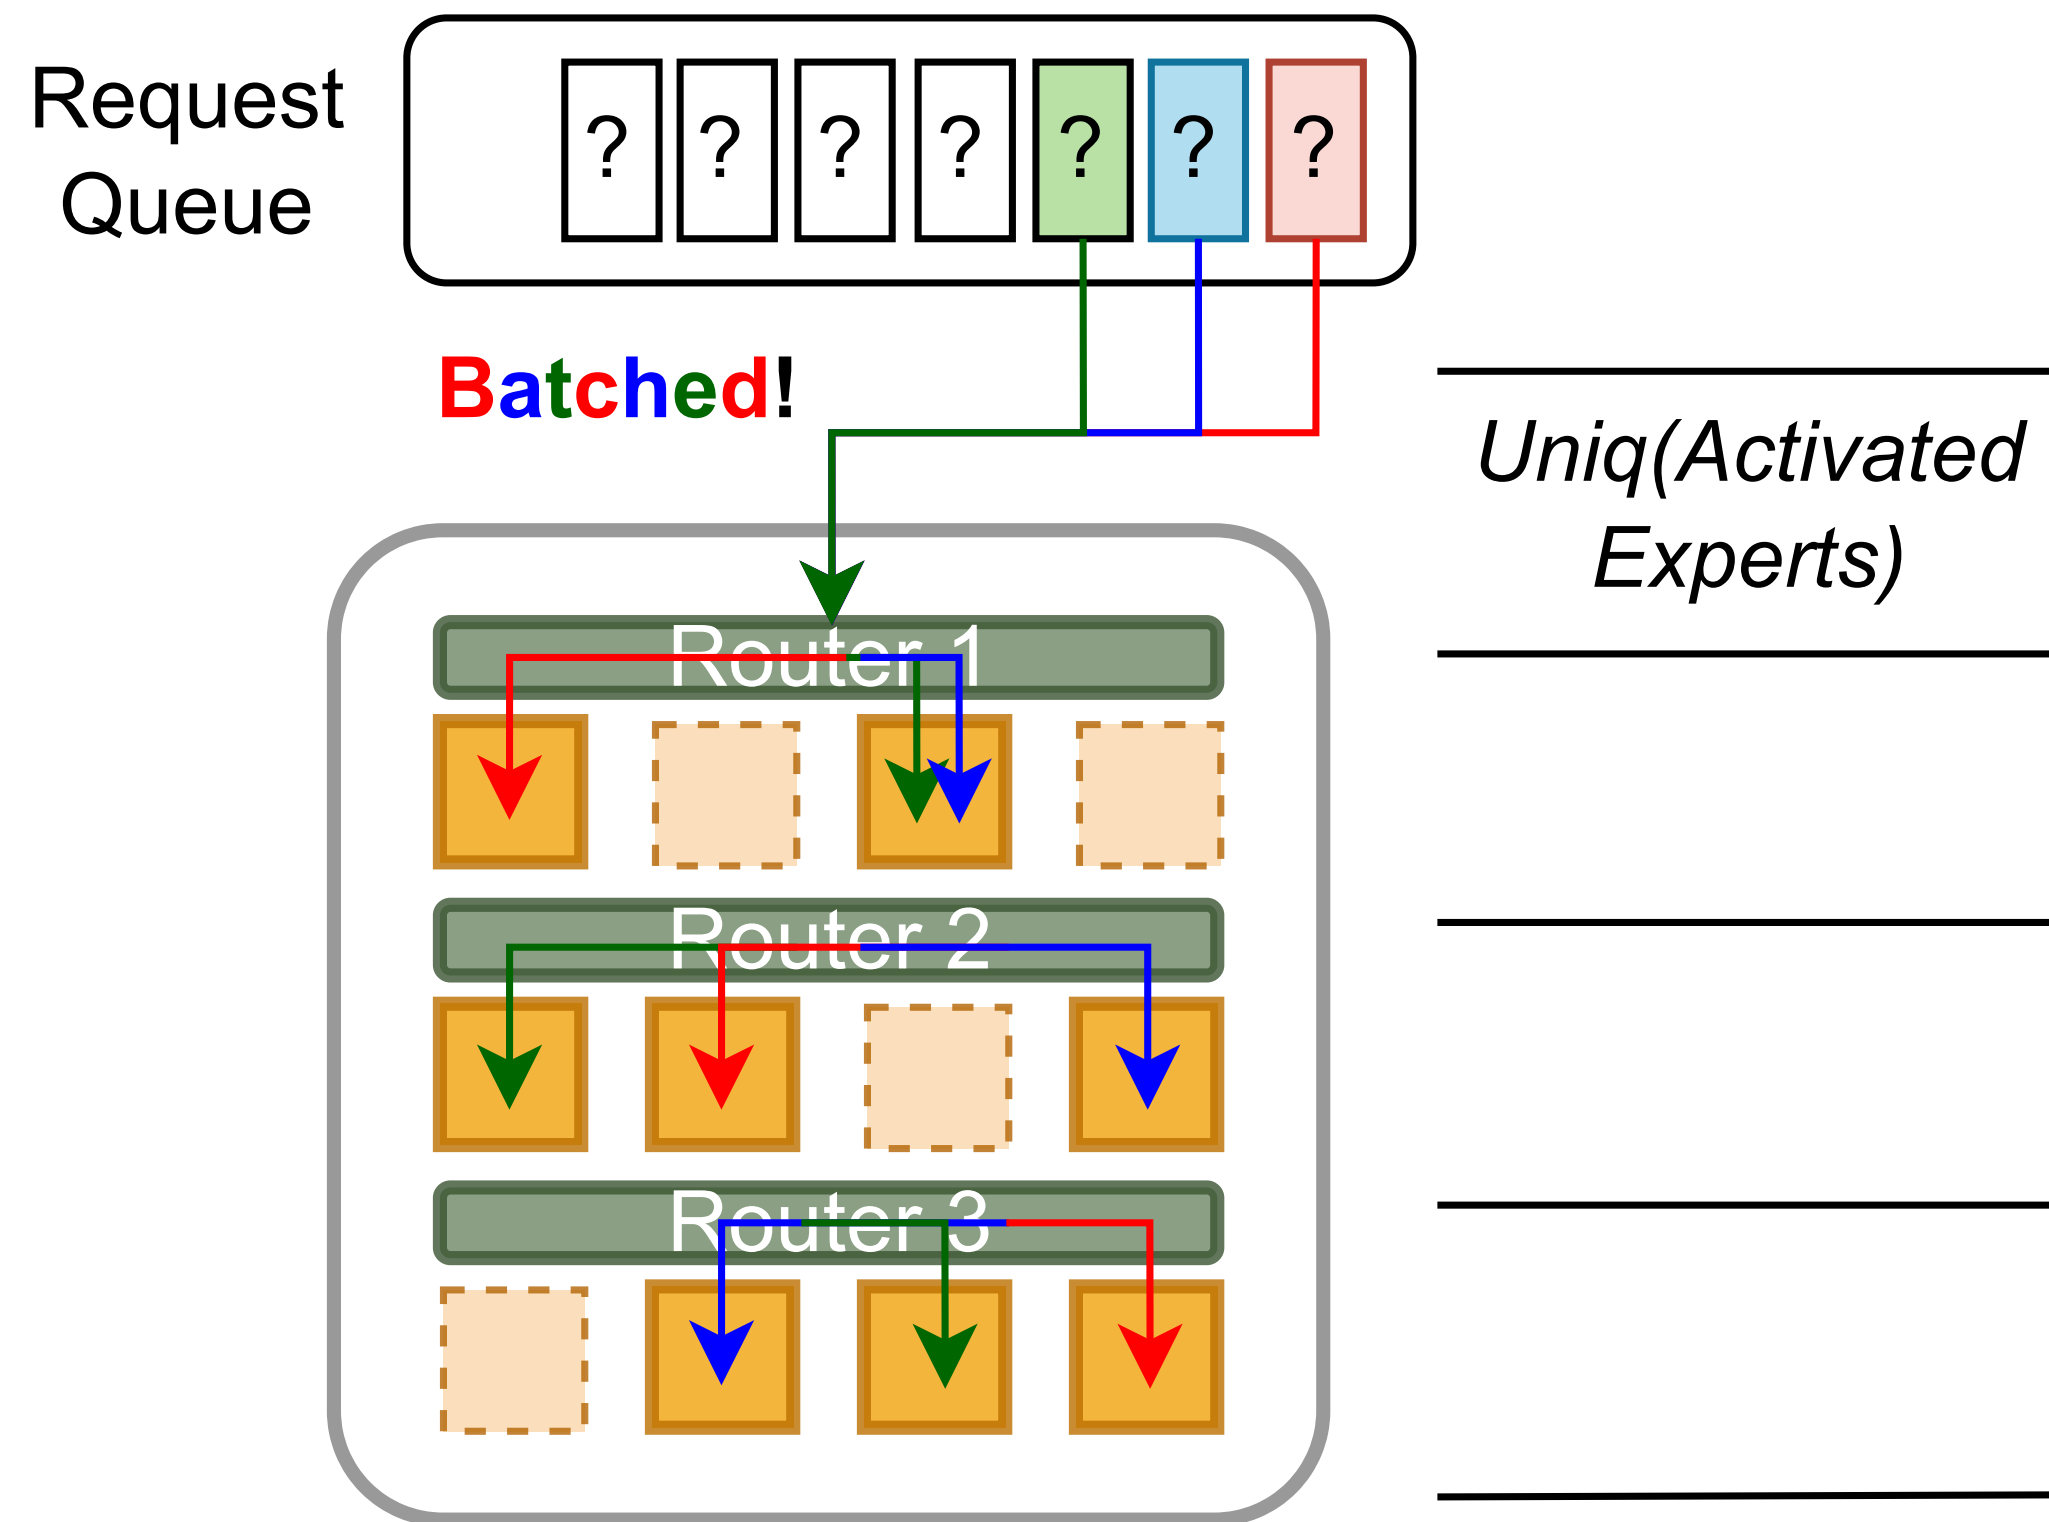 Request
Queue
? ? ? ? ? ? ?
Batched!
Uniq(Activated
Experts)
Router 1
Router 2
Router 3